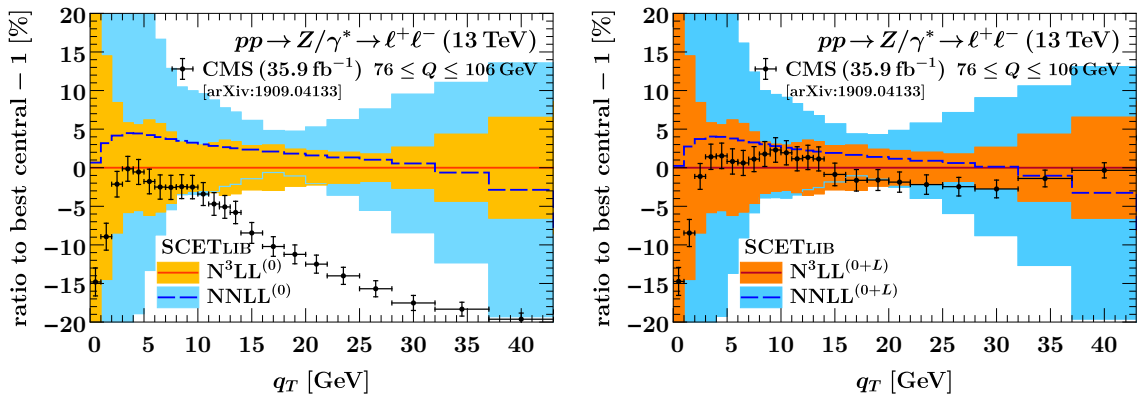 ratio to best central − 1 [%]
20
15
10
5
0
−5
−10
−15
−20
pp → Z/γ* → ℓ⁺ℓ⁻ (13 TeV)
CMS (35.9 fb⁻¹) 76 ≤ Q ≤ 106 GeV
[arXiv:1909.04133]
SCETLIB
N³LL⁽⁰⁾
NNLL⁽⁰⁾
0 5 10 15 20 25 30 35 40
q_T [GeV]
ratio to best central − 1 [%]
20
15
10
5
0
−5
−10
−15
−20
pp → Z/γ* → ℓ⁺ℓ⁻ (13 TeV)
CMS (35.9 fb⁻¹) 76 ≤ Q ≤ 106 GeV
[arXiv:1909.04133]
SCETLIB
N³LL⁽⁰⁺ᴸ⁾
NNLL⁽⁰⁺ᴸ⁾
0 5 10 15 20 25 30 35 40
q_T [GeV]